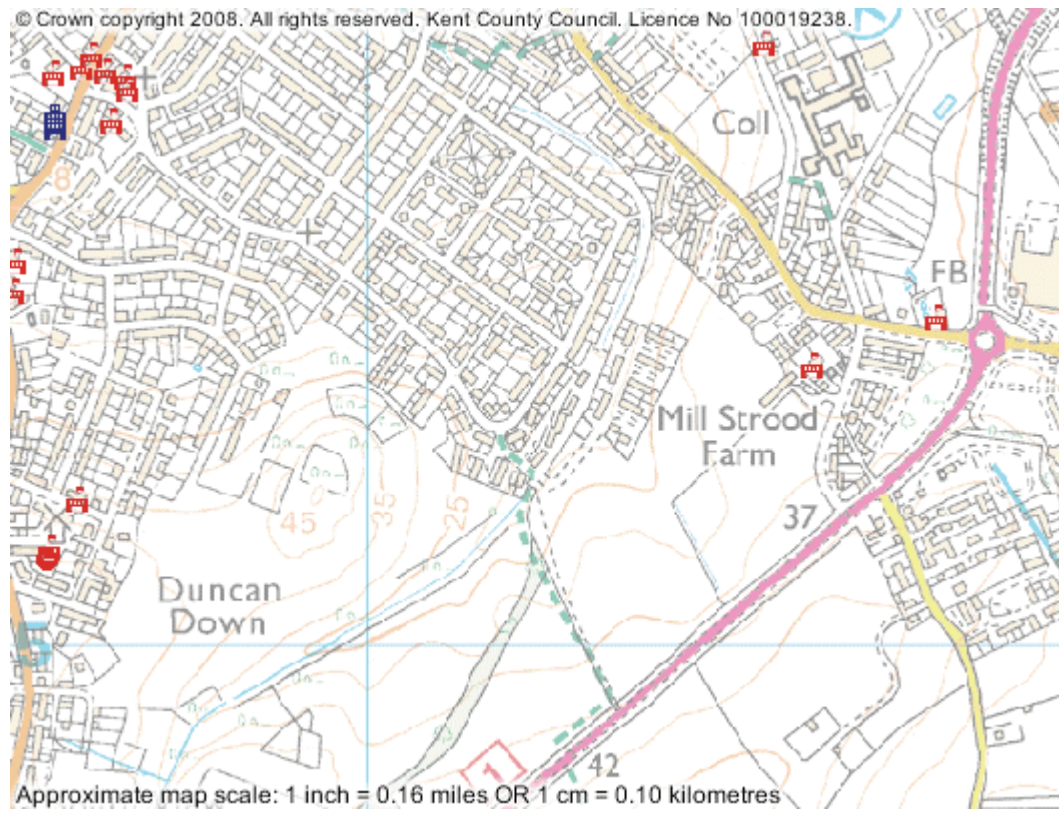 © Crown copyright 2008. All rights reserved. Kent County Council. Licence No 100019238.
Coll
8
FB
Mill Strood
Farm
45
35
25
37
Duncan
Down
1
42
Approximate map scale: 1 inch = 0.16 miles OR 1 cm = 0.10 kilometres